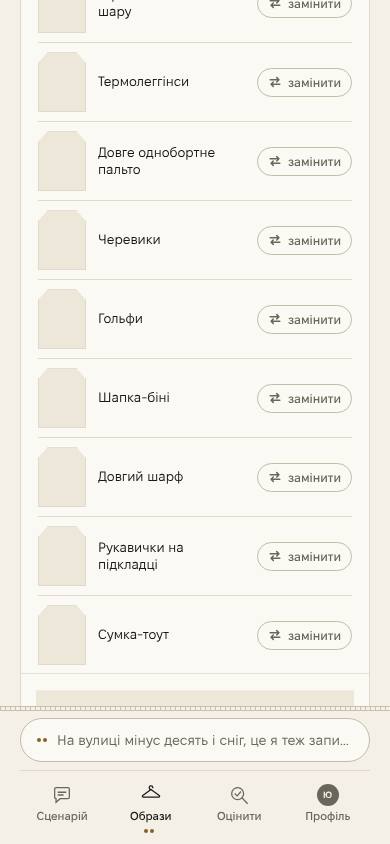 шару
замінити
Термолеггінси
замінити
Довге однобортне
пальто
замінити
Черевики
замінити
Гольфи
замінити
Шапка-біні
замінити
Довгий шарф
замінити
Рукавички на
підкладці
замінити
Сумка-тоут
замінити
На вулиці мінус десять і сніг, це я теж запи...
Сценарій
Образи
Оцінити
Ю
Профіль